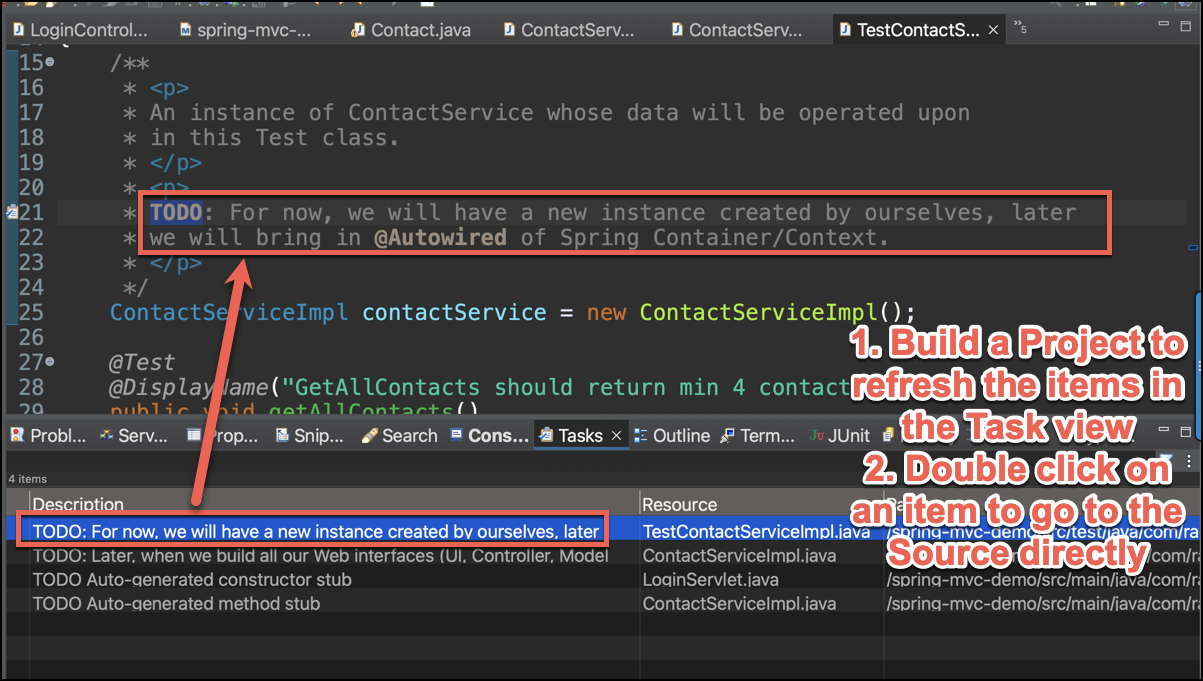 LoginControl...
spring-mvc-...
Contact.java
ContactServ...
ContactServ...
TestContactS...
5
15 /**
16 * <p>
17 * An instance of ContactService whose data will be operated upon
18 * in this Test class.
19 * </p>
20 * <p>
21 * TODO: For now, we will have a new instance created by ourselves, later
22 * we will bring in @Autowired of Spring Container/Context.
23 * </p>
24 */
25 ContactServiceImpl contactService = new ContactServiceImpl();
26
27 @Test
28 @DisplayName("GetAllContacts should return min 4 contact
29 public void getAllContacts()
1. Build a Project to
refresh the items in
the Task view
2. Double click on
an item to go to the
Source directly
Probl...
Serv...
Prop...
Snip...
Search
Cons...
Tasks
Outline
Term...
JUnit
4 items
Description Resource
TODO: For now, we will have a new instance created by ourselves, later TestContactServiceImpl.java /spring-mvc-demo/src/test/java/com/ra
TODO: Later, when we build all our Web interfaces (UI, Controller, Model ContactServiceImpl.java
TODO Auto-generated constructor stub LoginServlet.java /spring-mvc-demo/src/main/java/com/ra
TODO Auto-generated method stub ContactServiceImpl.java /spring-mvc-demo/src/main/java/com/ra